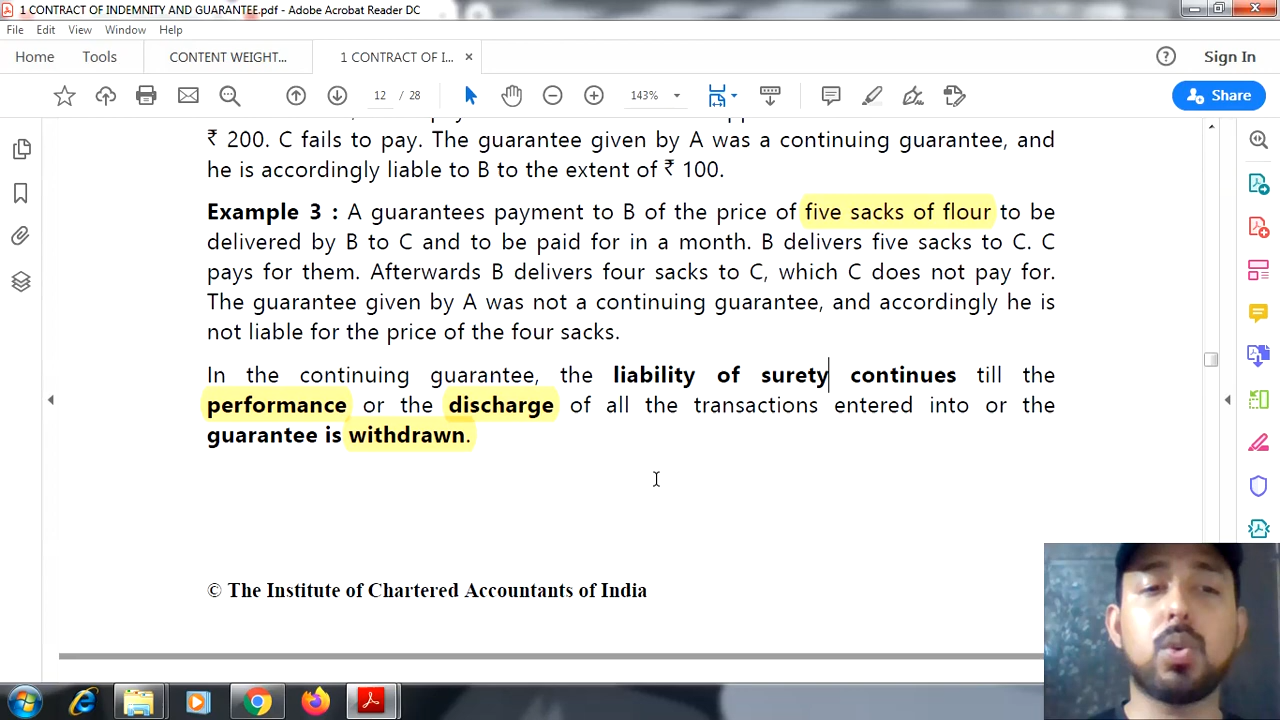 1 CONTRACT OF INDEMNITY AND GUARANTEE.pdf - Adobe Acrobat Reader DC
File Edit View Window Help
Home Tools CONTENT WEIGHT... 1 CONTRACT OF I... × Sign In
12 / 28 143% Share
₹ 200. C fails to pay. The guarantee given by A was a continuing guarantee, and
he is accordingly liable to B to the extent of ₹ 100.
Example 3 : A guarantees payment to B of the price of five sacks of flour to be
delivered by B to C and to be paid for in a month. B delivers five sacks to C. C
pays for them. Afterwards B delivers four sacks to C, which C does not pay for.
The guarantee given by A was not a continuing guarantee, and accordingly he is
not liable for the price of the four sacks.
In the continuing guarantee, the liability of surety continues till the
performance or the discharge of all the transactions entered into or the
guarantee is withdrawn.
© The Institute of Chartered Accountants of India